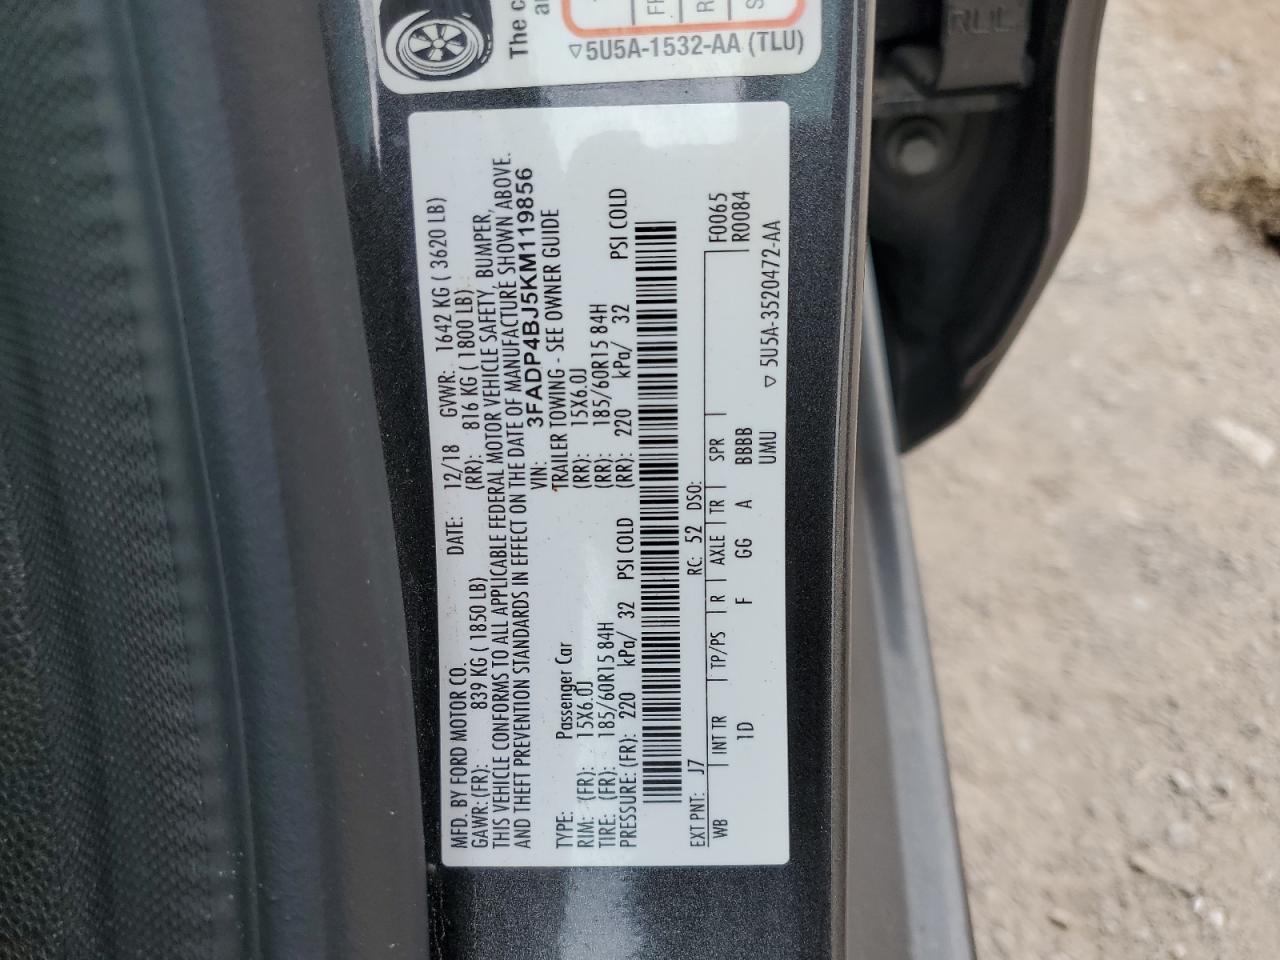 The c
an
FR
R
S
▽5U5A-1532-AA (TLU)
MFD. BY FORD MOTOR CO. DATE: 12/18 GVWR: 1642 KG ( 3620 LB)
GAWR:(FR): 839 KG ( 1850 LB) (RR): 816 KG ( 1800 LB)
THIS VEHICLE CONFORMS TO ALL APPLICABLE FEDERAL MOTOR VEHICLE SAFETY, BUMPER,
AND THEFT PREVENTION STANDARDS IN EFFECT ON THE DATE OF MANUFACTURE SHOWN ABOVE.
VIN: 3FADP4BJ5KM119856
TYPE: Passenger Car TRAILER TOWING - SEE OWNER GUIDE
RIM: (FR): 15X6.0J (RR): 15X6.0J
TIRE: (FR): 185/60R15 84H (RR): 185/60R15 84H
PRESSURE: (FR): 220 kPa/ 32 PSI COLD (RR): 220 kPa/ 32 PSI COLD
EXT PNT: J7 RC: 52 DSO: F0065
WB INT TR TP/PS R AXLE TR SPR R0084
1D F GG A BBBB
UMU
▽ 5U5A-3520472-AA